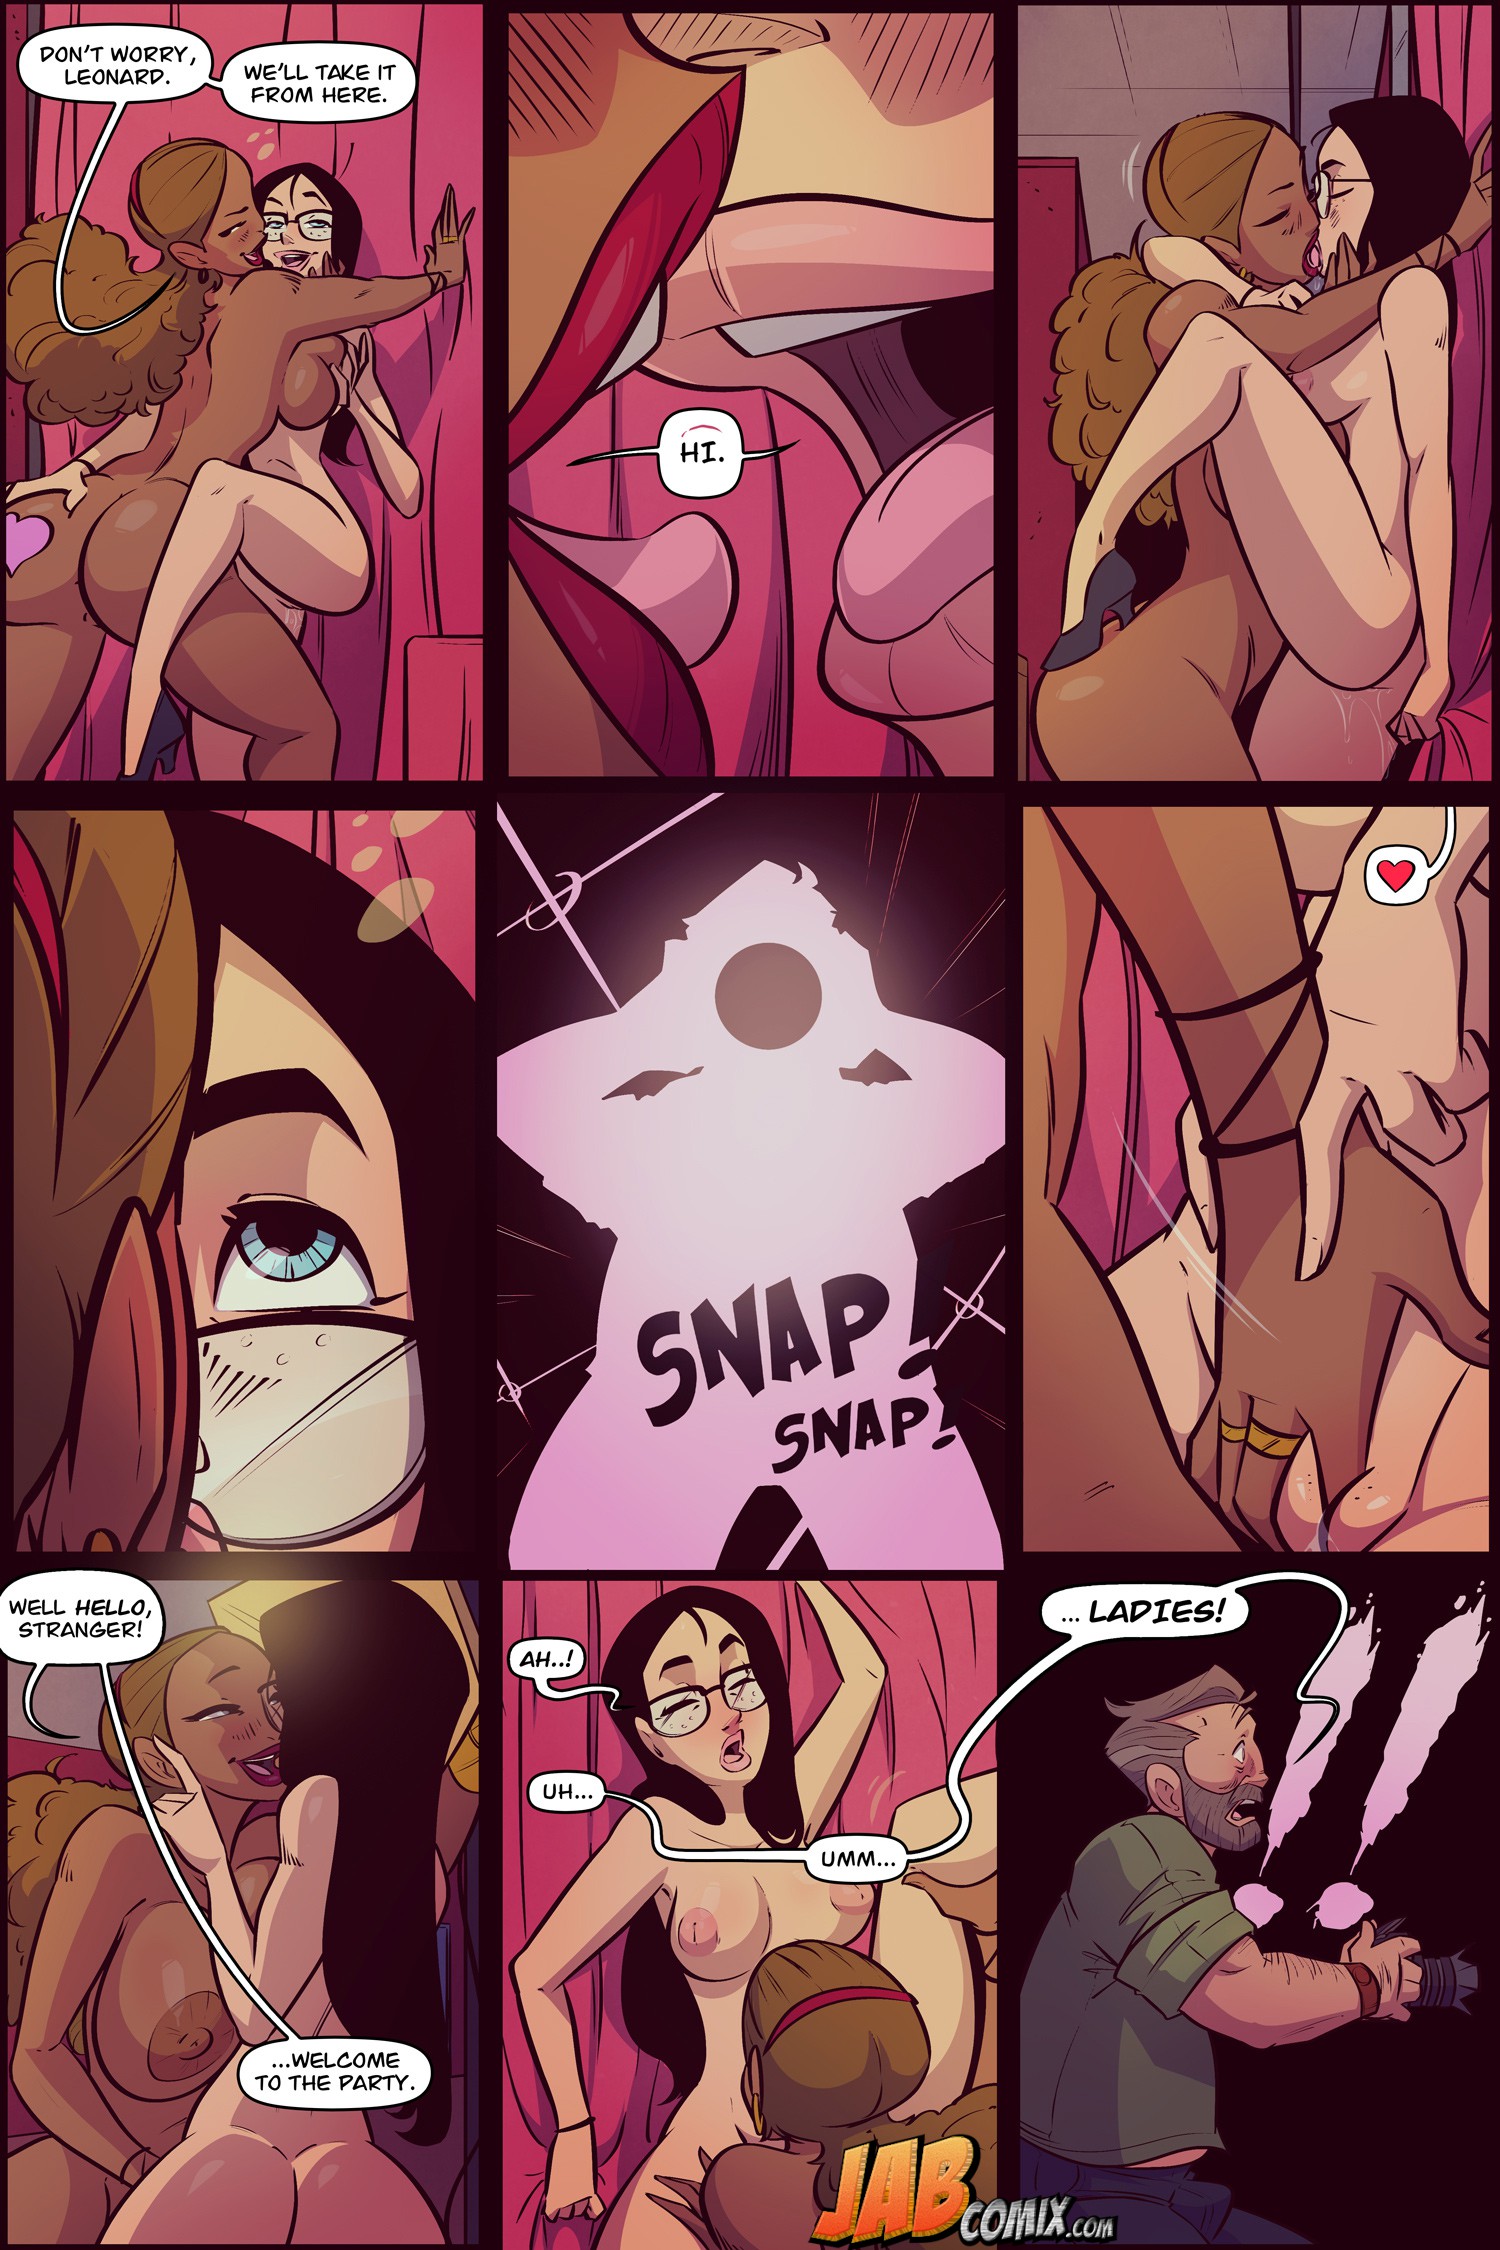 DON'T WORRY,
LEONARD.
WE'LL TAKE IT
FROM HERE.
HI.
SNAP!
SNAP!
WELL HELLO,
STRANGER!
...WELCOME
TO THE PARTY.
AH..!
UH...
UMM...
... LADIES!
JAB
COMIX.COM